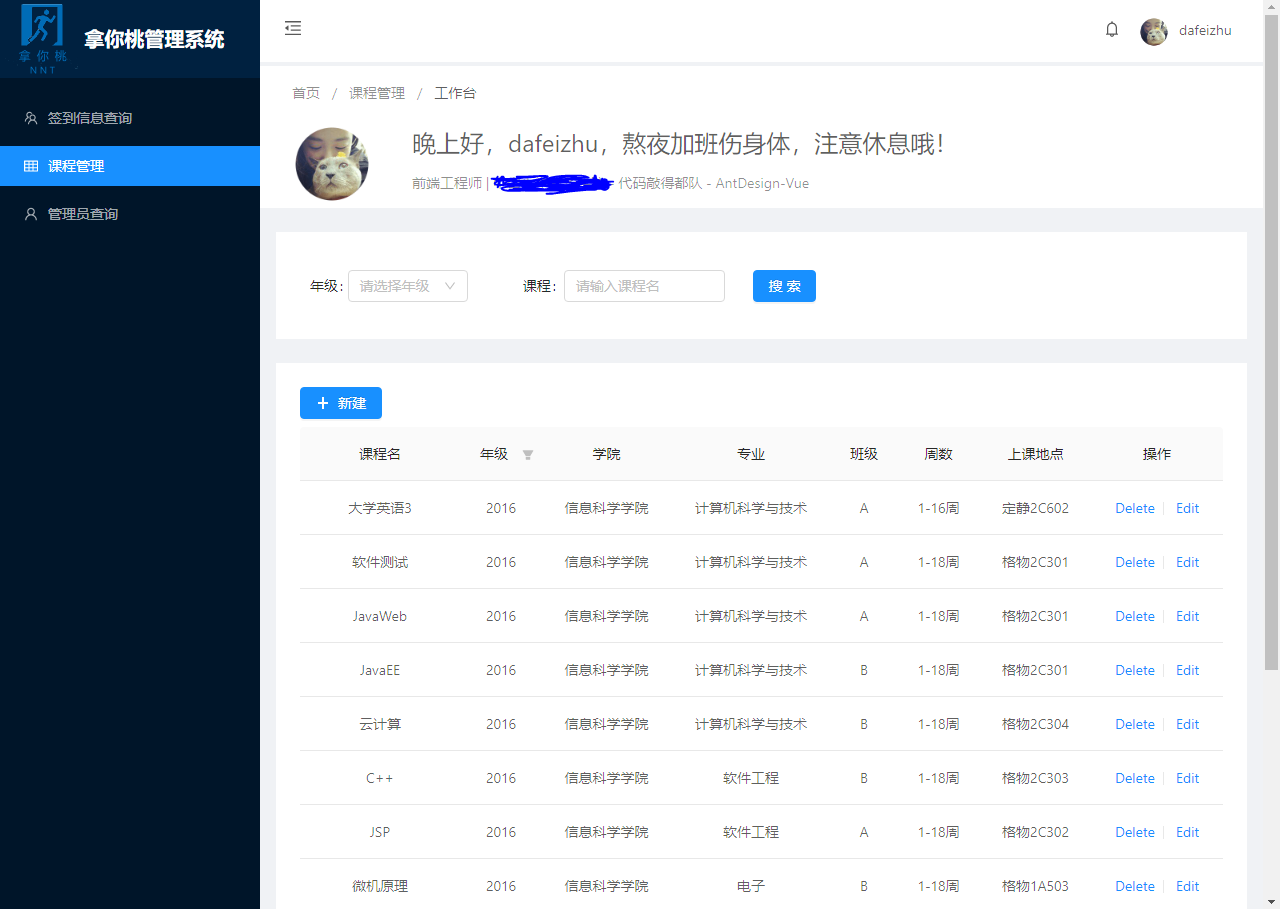 拿你桃
NNT
拿你桃管理系统
dafeizhu
签到信息查询
课程管理
管理员查询
首页 / 课程管理 / 工作台
晚上好，dafeizhu，熬夜加班伤身体，注意休息哦！
前端工程师 | 代码敲得都队 - AntDesign-Vue
年级： 请选择年级 课程： 请输入课程名 搜 索
+ 新建
课程名 年级 学院 专业 班级 周数 上课地点 操作
大学英语3 2016 信息科学学院 计算机科学与技术 A 1-16周 定静2C602 Delete Edit
软件测试 2016 信息科学学院 计算机科学与技术 A 1-18周 格物2C301 Delete Edit
JavaWeb 2016 信息科学学院 计算机科学与技术 A 1-18周 格物2C301 Delete Edit
JavaEE 2016 信息科学学院 计算机科学与技术 B 1-18周 格物2C301 Delete Edit
云计算 2016 信息科学学院 计算机科学与技术 B 1-18周 格物2C304 Delete Edit
C++ 2016 信息科学学院 软件工程 B 1-18周 格物2C303 Delete Edit
JSP 2016 信息科学学院 软件工程 A 1-18周 格物2C302 Delete Edit
微机原理 2016 信息科学学院 电子 B 1-18周 格物1A503 Delete Edit